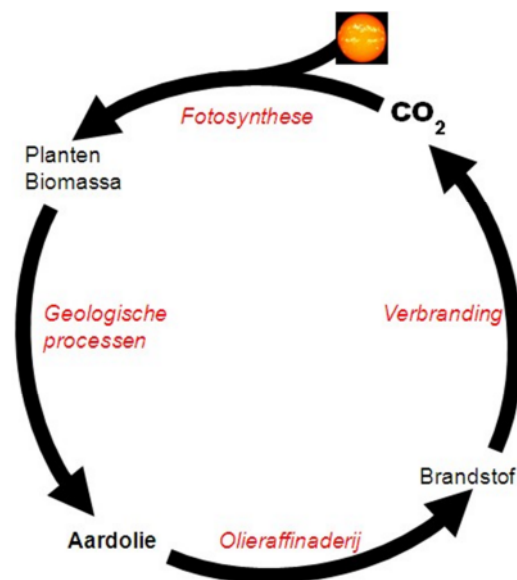 Fotosynthese
CO₂
Planten
Biomassa
Geologische
processen
Verbranding
Brandstof
Aardolie
Olieraffinaderij